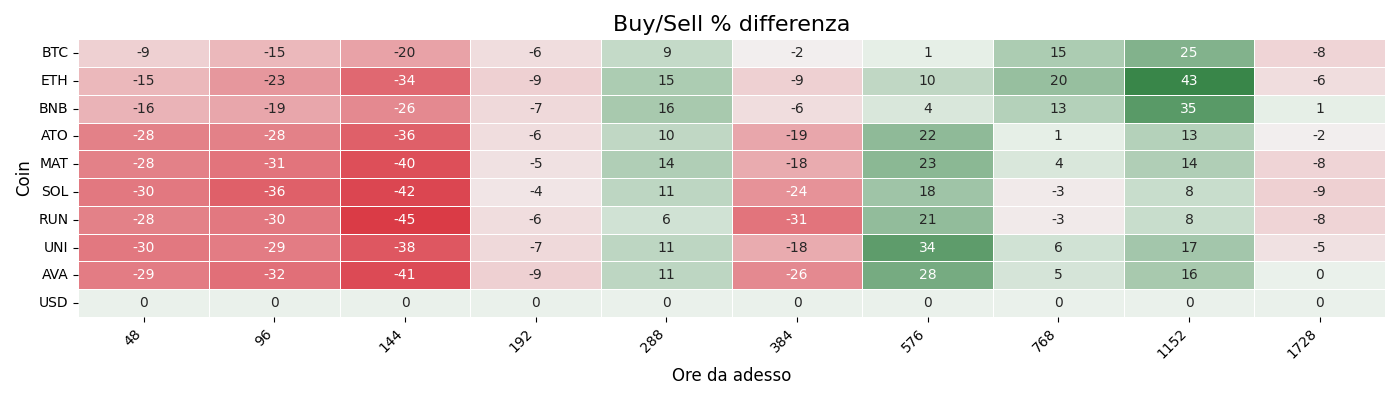 Buy/Sell % differenza
Coin
BTC -9 -15 -20 -6 9 -2 1 15 25 -8
ETH -15 -23 -34 -9 15 -9 10 20 43 -6
BNB -16 -19 -26 -7 16 -6 4 13 35 1
ATO -28 -28 -36 -6 10 -19 22 1 13 -2
MAT -28 -31 -40 -5 14 -18 23 4 14 -8
SOL -30 -36 -42 -4 11 -24 18 -3 8 -9
RUN -28 -30 -45 -6 6 -31 21 -3 8 -8
UNI -30 -29 -38 -7 11 -18 34 6 17 -5
AVA -29 -32 -41 -9 11 -26 28 5 16 0
USD 0 0 0 0 0 0 0 0 0 0
48 96 144 192 288 384 576 768 1152 1728
Ore da adesso